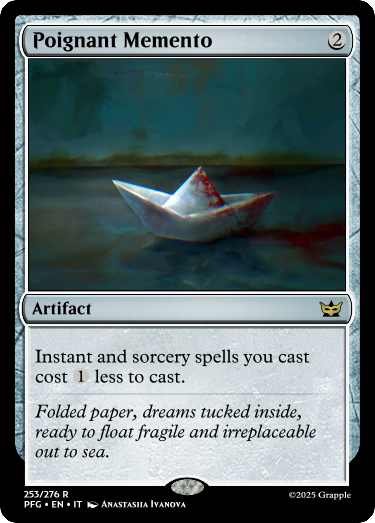 Poignant Memento 2
Artifact
Instant and sorcery spells you cast
cost 1 less to cast.
Folded paper, dreams tucked inside,
ready to float fragile and irreplaceable
out to sea.
253/276 R
PFG • EN • IT Anastasiia Ivanova
©2025 Grapple